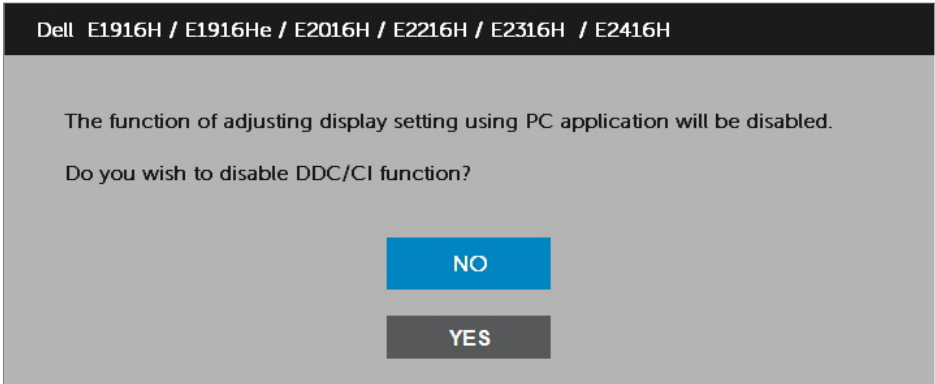 Dell E1916H / E1916He / E2016H / E2216H / E2316H / E2416H
The function of adjusting display setting using PC application will be disabled.
Do you wish to disable DDC/CI function?
NO
YES